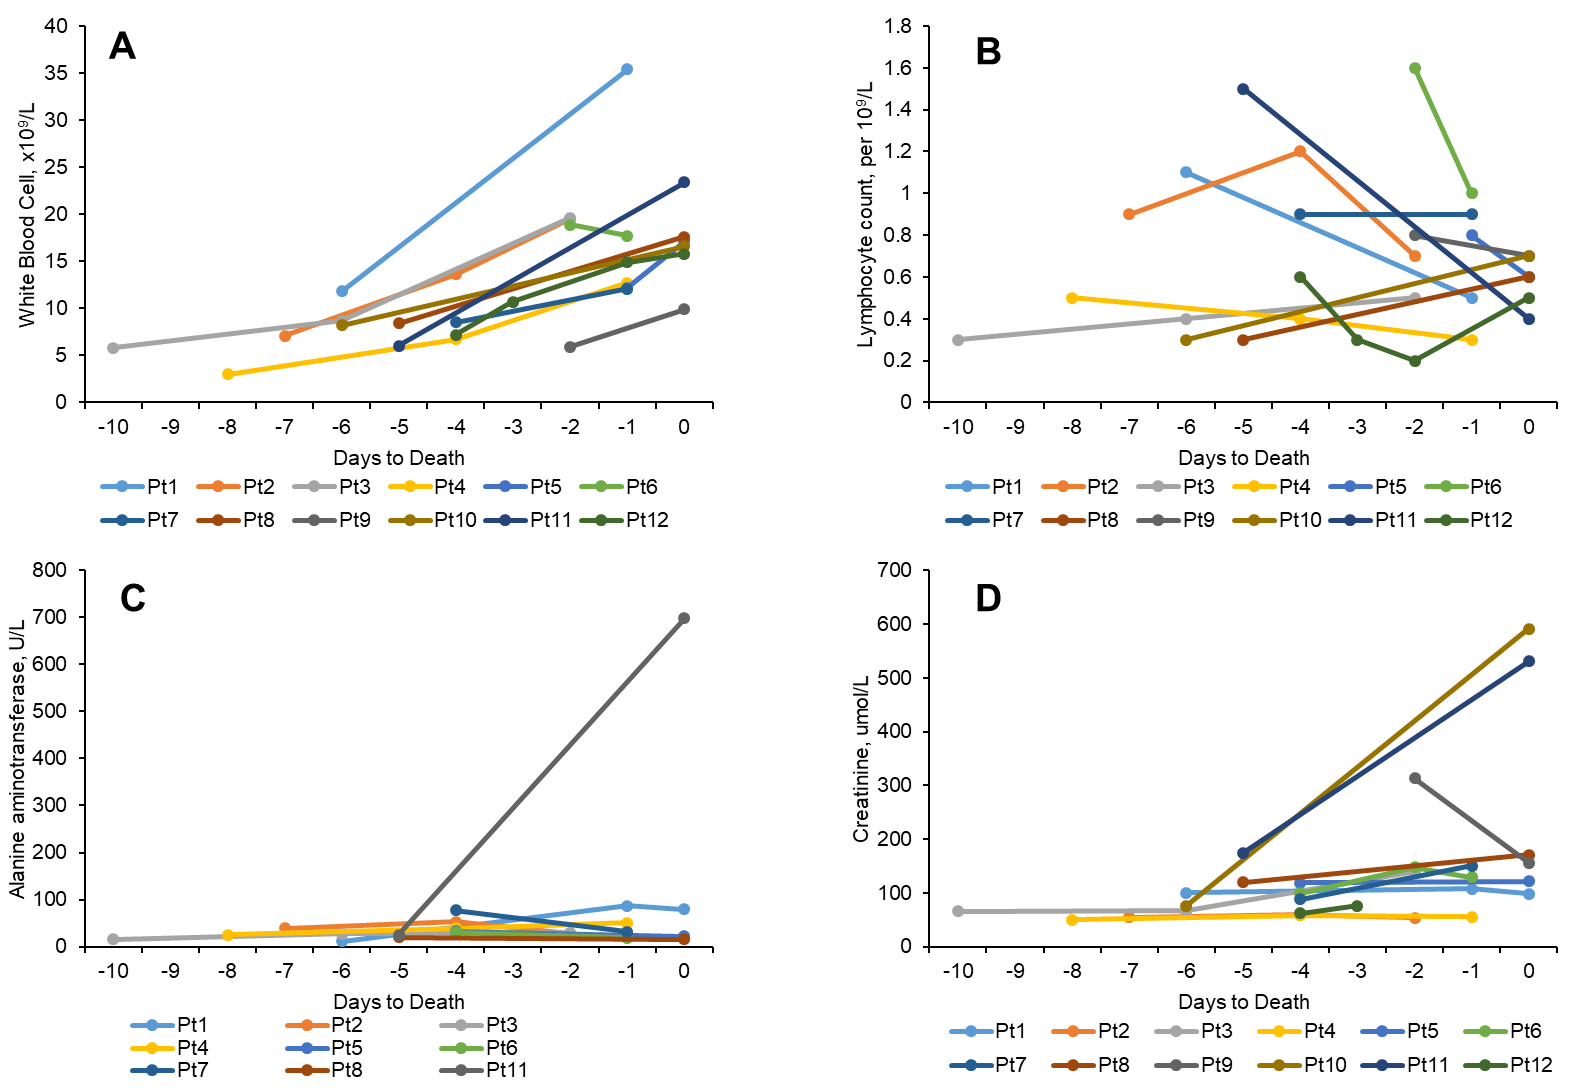 A
White Blood Cell, x10⁹/L
40
35
30
25
20
15
10
5
0
-10 -9 -8 -7 -6 -5 -4 -3 -2 -1 0
Days to Death
Pt1 Pt2 Pt3 Pt4 Pt5 Pt6
Pt7 Pt8 Pt9 Pt10 Pt11 Pt12
B
Lymphocyte count, per 10⁹/L
1.8
1.6
1.4
1.2
1
0.8
0.6
0.4
0.2
0
-10 -9 -8 -7 -6 -5 -4 -3 -2 -1 0
Days to Death
Pt1 Pt2 Pt3 Pt4 Pt5 Pt6
Pt7 Pt8 Pt9 Pt10 Pt11 Pt12
C
Alanine aminotransferase, U/L
800
700
600
500
400
300
200
100
0
-10 -9 -8 -7 -6 -5 -4 -3 -2 -1 0
Days to Death
Pt1 Pt2 Pt3
Pt4 Pt5 Pt6
Pt7 Pt8 Pt11
D
Creatinine, umol/L
700
600
500
400
300
200
100
0
-10 -9 -8 -7 -6 -5 -4 -3 -2 -1 0
Days to Death
Pt1 Pt2 Pt3 Pt4 Pt5 Pt6
Pt7 Pt8 Pt9 Pt10 Pt11 Pt12